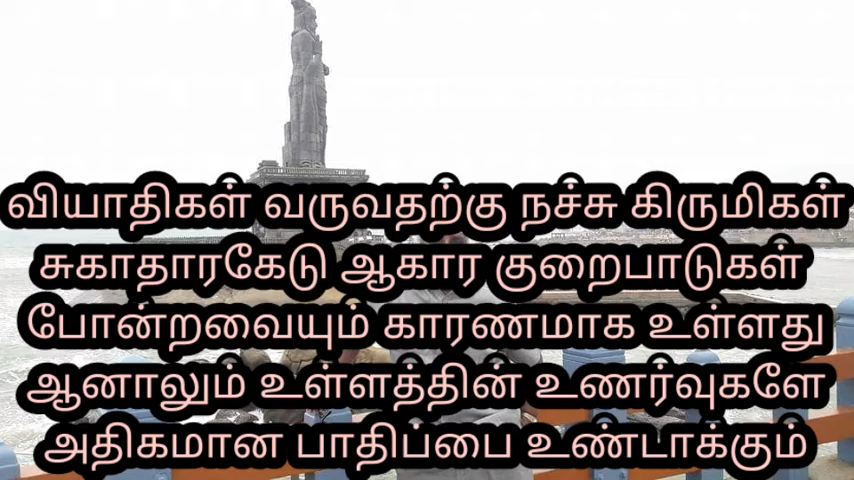 வியாதிகள் வருவதற்கு நச்சு கிருமிகள்
சுகாதாரகேடு ஆகார குறைபாடுகள்
போன்றவையும் காரணமாக உள்ளது
ஆனாலும் உள்ளத்தின் உணர்வுகளே
அதிகமான பாதிப்பை உண்டாக்கும்